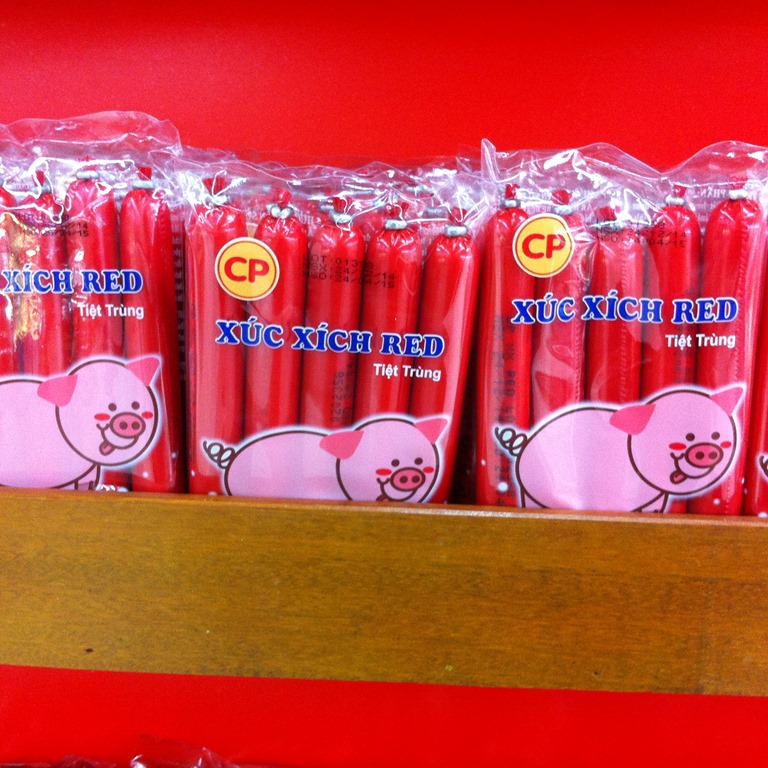 XÍCH RED
Tiệt Trùng
CP
XÚC XÍCH RED
Tiệt Trùng
CP
XÚC XÍCH RED
Tiệt Trùng